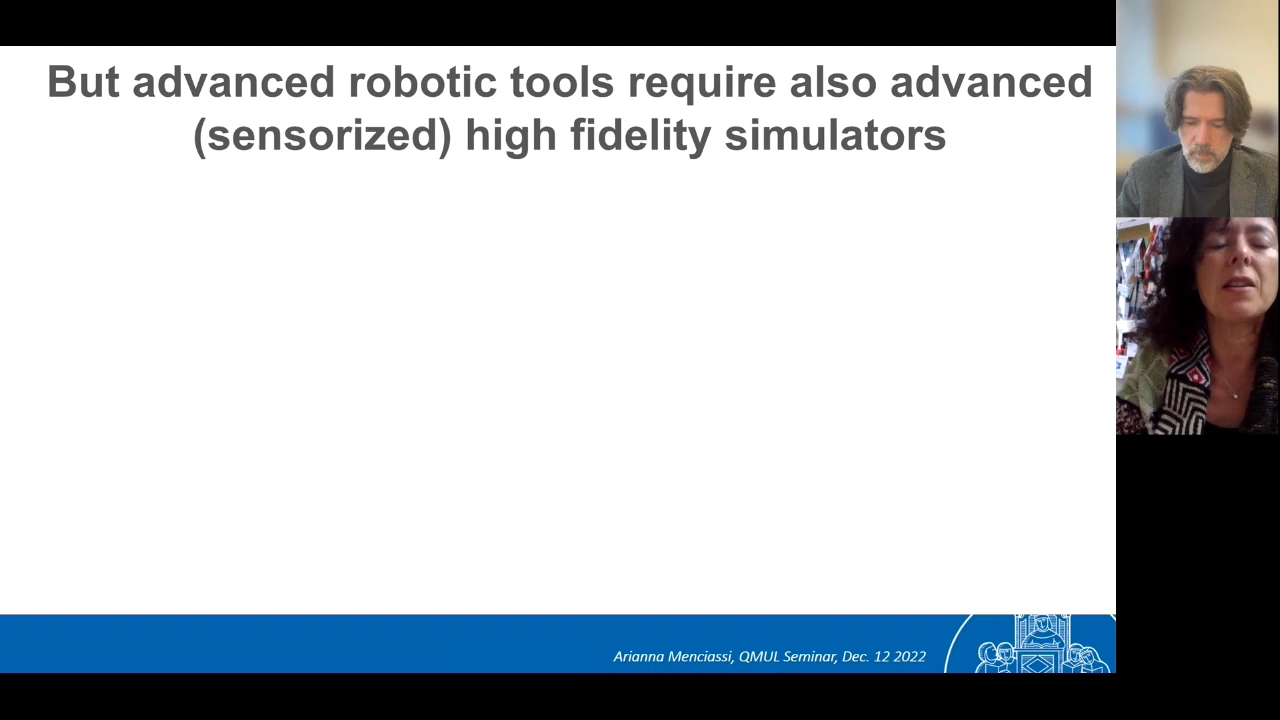 But advanced robotic tools require also advanced
(sensorized) high fidelity simulators
Arianna Menciassi, QMUL Seminar, Dec. 12 2022